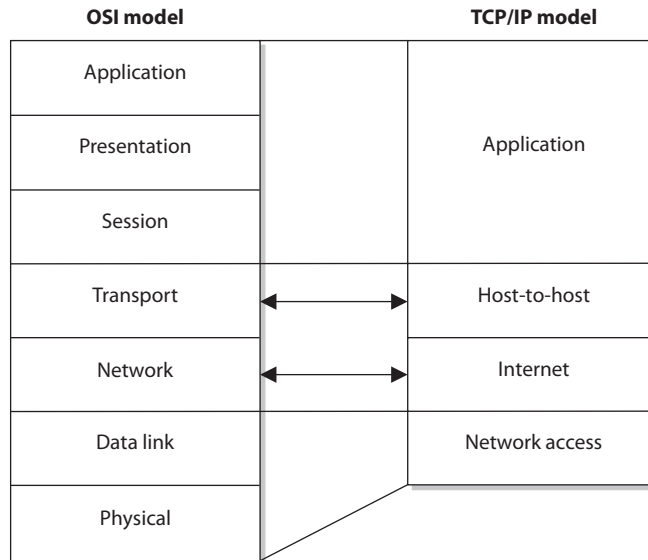 OSI model
TCP/IP model
Application
Presentation
Session
Transport
Network
Data link
Physical
Application
Host-to-host
Internet
Network access